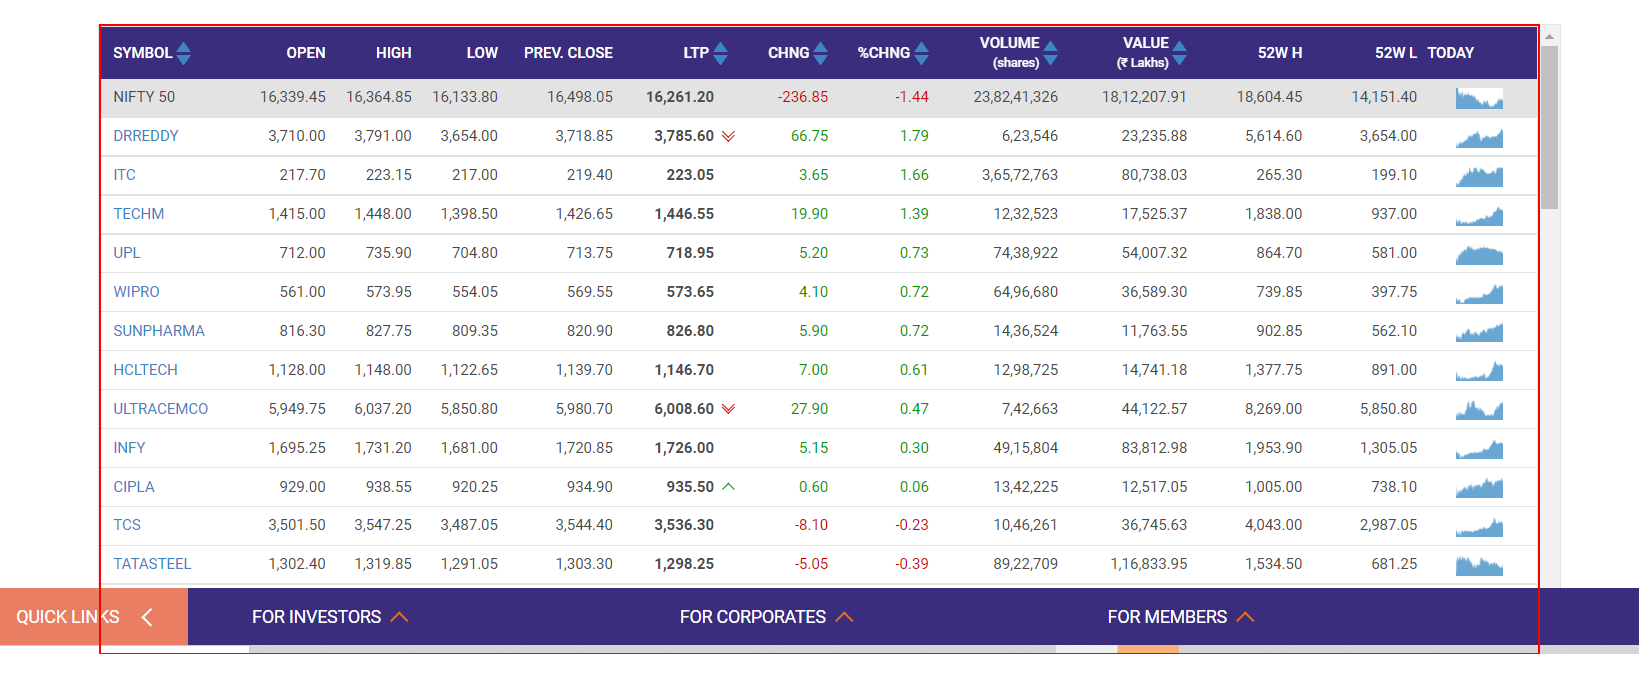 SYMBOL OPEN HIGH LOW PREV. CLOSE LTP CHNG %CHNG VOLUME (shares) VALUE (₹ Lakhs) 52W H 52W L TODAY
NIFTY 50 16,339.45 16,364.85 16,133.80 16,498.05 16,261.20 -236.85 -1.44 23,82,41,326 18,12,207.91 18,604.45 14,151.40
DRREDDY 3,710.00 3,791.00 3,654.00 3,718.85 3,785.60 66.75 1.79 6,23,546 23,235.88 5,614.60 3,654.00
ITC 217.70 223.15 217.00 219.40 223.05 3.65 1.66 3,65,72,763 80,738.03 265.30 199.10
TECHM 1,415.00 1,448.00 1,398.50 1,426.65 1,446.55 19.90 1.39 12,32,523 17,525.37 1,838.00 937.00
UPL 712.00 735.90 704.80 713.75 718.95 5.20 0.73 74,38,922 54,007.32 864.70 581.00
WIPRO 561.00 573.95 554.05 569.55 573.65 4.10 0.72 64,96,680 36,589.30 739.85 397.75
SUNPHARMA 816.30 827.75 809.35 820.90 826.80 5.90 0.72 14,36,524 11,763.55 902.85 562.10
HCLTECH 1,128.00 1,148.00 1,122.65 1,139.70 1,146.70 7.00 0.61 12,98,725 14,741.18 1,377.75 891.00
ULTRACEMCO 5,949.75 6,037.20 5,850.80 5,980.70 6,008.60 27.90 0.47 7,42,663 44,122.57 8,269.00 5,850.80
INFY 1,695.25 1,731.20 1,681.00 1,720.85 1,726.00 5.15 0.30 49,15,804 83,812.98 1,953.90 1,305.05
CIPLA 929.00 938.55 920.25 934.90 935.50 0.60 0.06 13,42,225 12,517.05 1,005.00 738.10
TCS 3,501.50 3,547.25 3,487.05 3,544.40 3,536.30 -8.10 -0.23 10,46,261 36,745.63 4,043.00 2,987.05
TATASTEEL 1,302.40 1,319.85 1,291.05 1,303.30 1,298.25 -5.05 -0.39 89,22,709 1,16,833.95 1,534.50 681.25
QUICK LINKS FOR INVESTORS FOR CORPORATES FOR MEMBERS